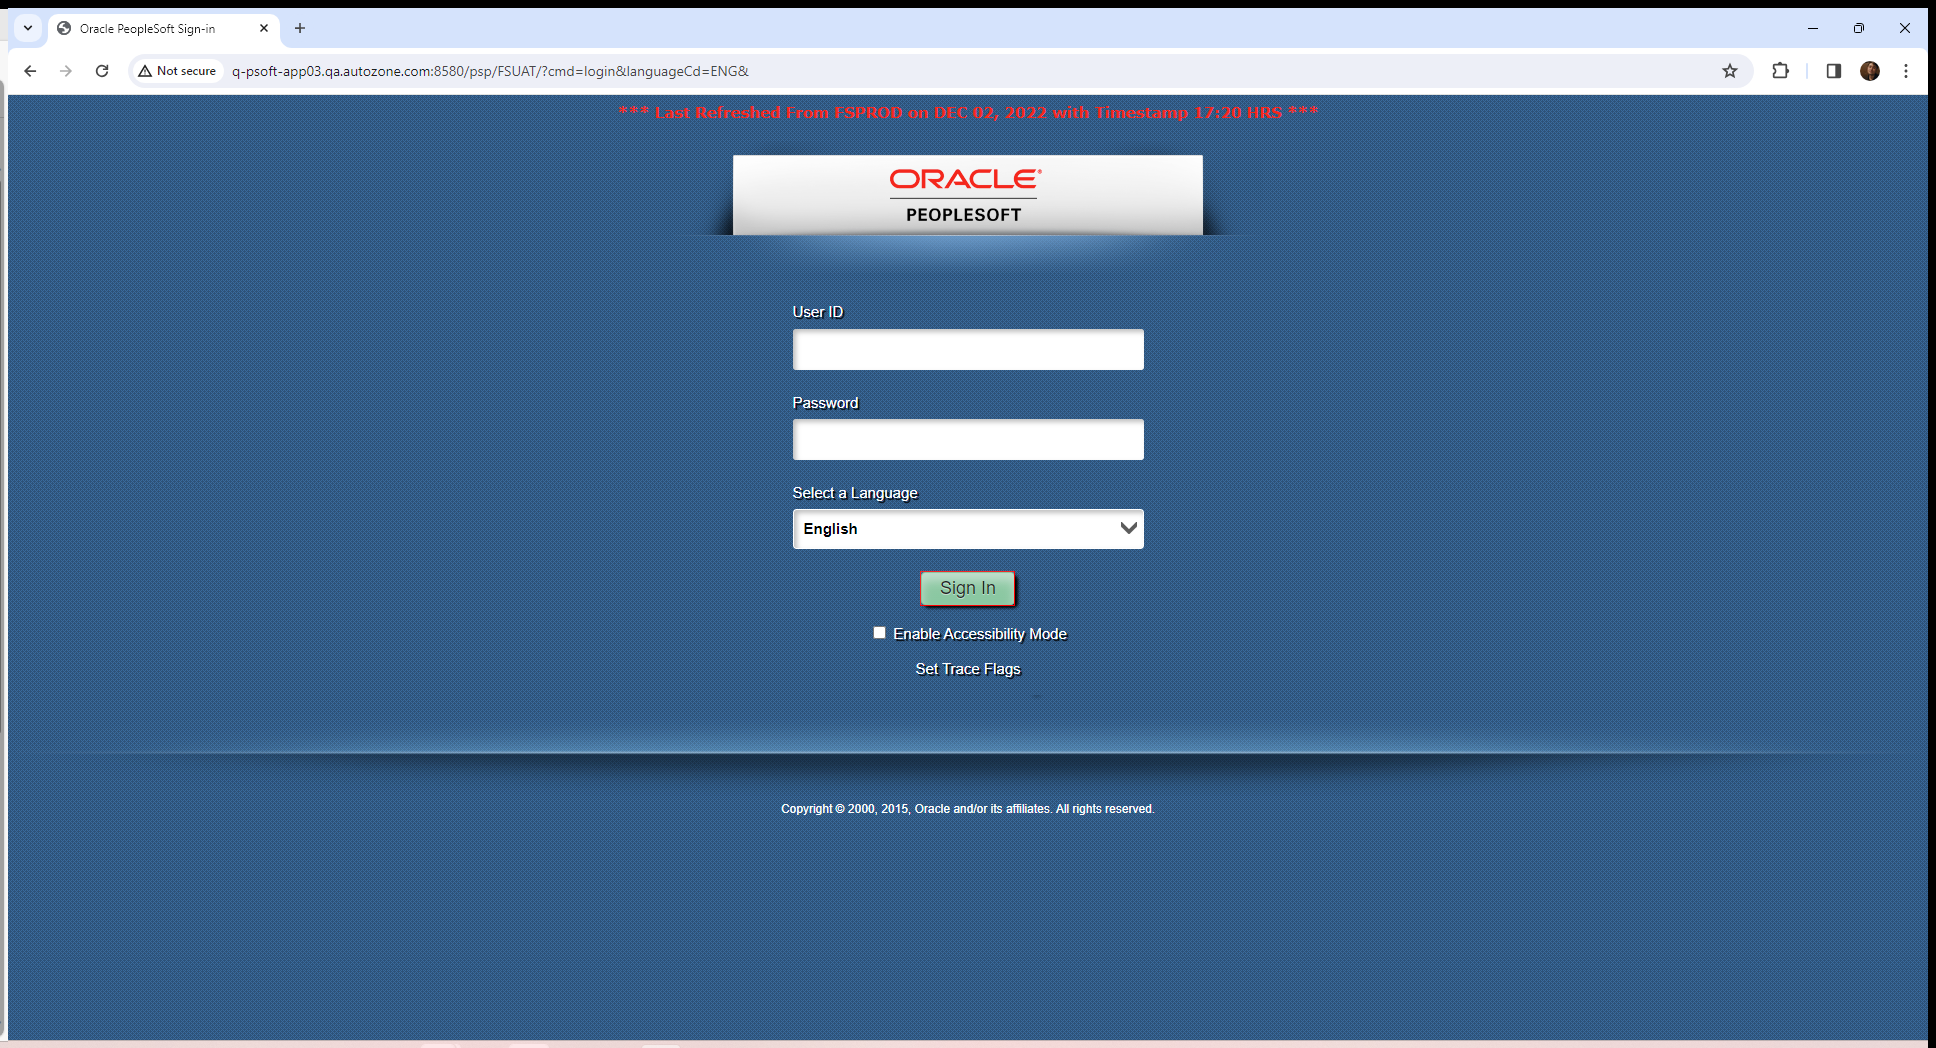 Oracle PeopleSoft Sign-in
Not secure
q-psoft-app03.qa.autozone.com:8580/psp/FSUAT/?cmd=login&languageCd=ENG&
*** Last Refreshed From FSPROD on DEC 02, 2022 with Timestamp 17:20 HRS ***
ORACLE®
PEOPLESOFT
User ID
Password
Select a Language
English
Sign In
Enable Accessibility Mode
Set Trace Flags
Copyright © 2000, 2015, Oracle and/or its affiliates. All rights reserved.